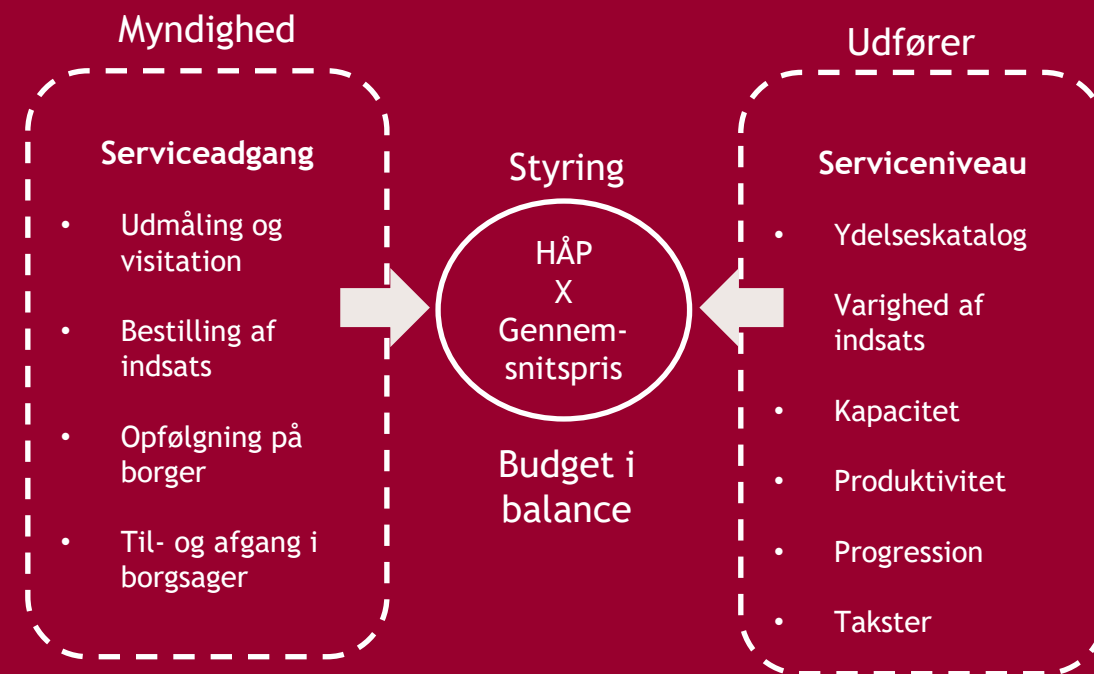 Myndighed
Serviceadgang
• Udmåling og
visitation
• Bestilling af
indsats
• Opfølgning på
borger
• Til- og afgang i
borgsager
Styring
HÅP
X
Gennem-
snitspris
Budget i
balance
Udfører
Serviceniveau
• Ydelseskatalog
• Varighed af
indsats
• Kapacitet
• Produktivitet
• Progression
• Takster